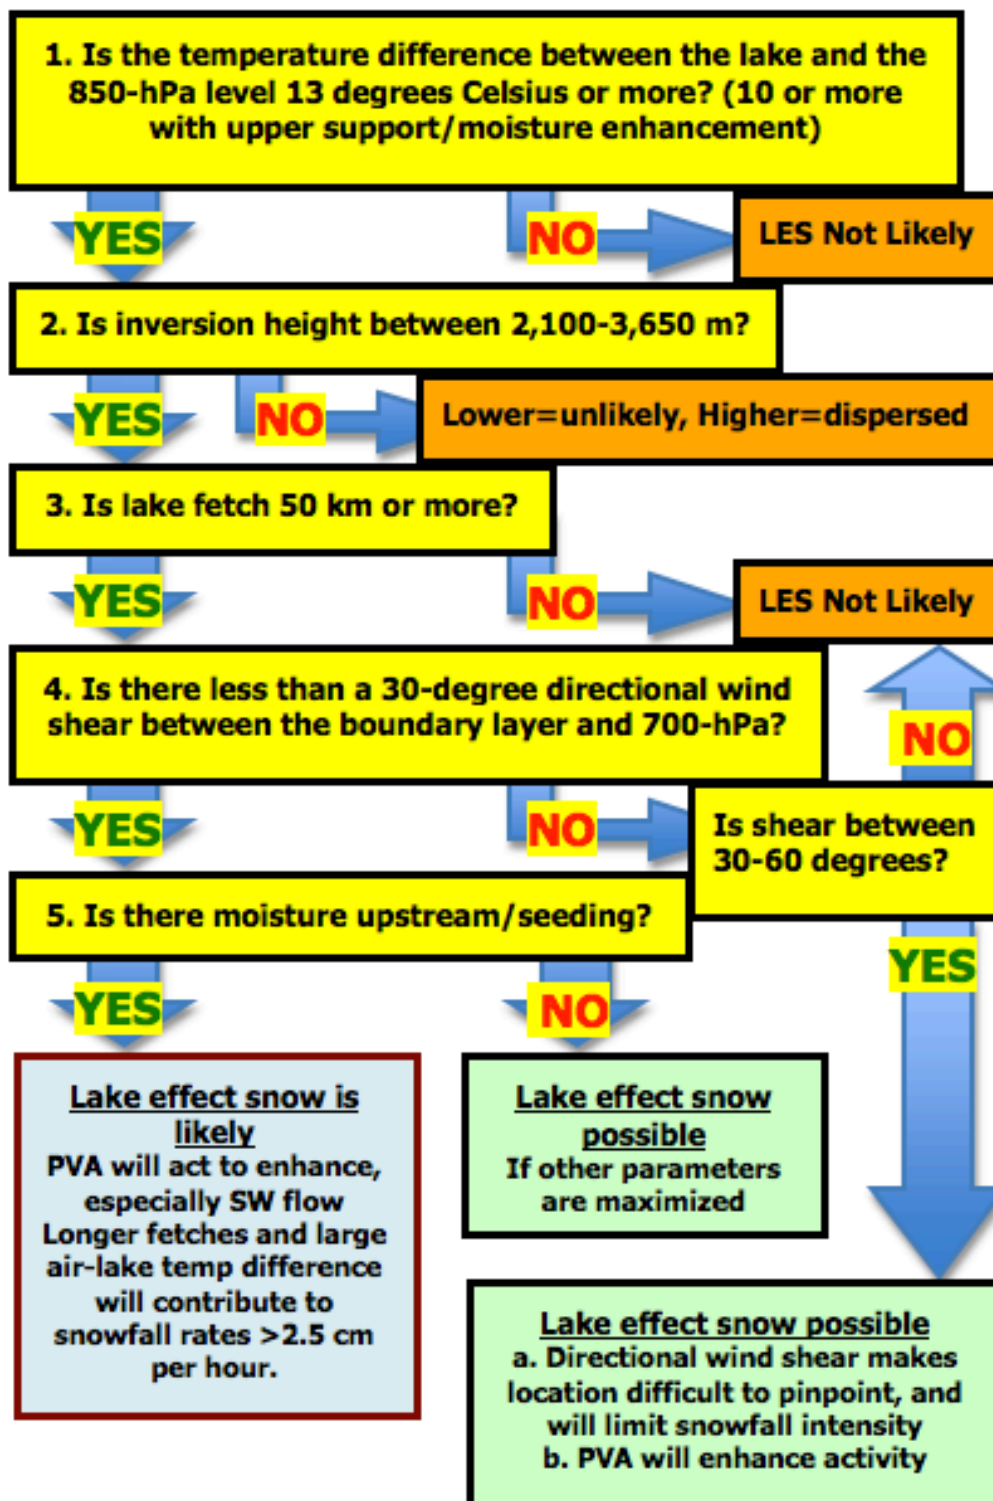 1. Is the temperature difference between the lake and the
850-hPa level 13 degrees Celsius or more? (10 or more
with upper support/moisture enhancement)
YES
NO
LES Not Likely
2. Is inversion height between 2,100-3,650 m?
YES
NO
Lower=unlikely, Higher=dispersed
3. Is lake fetch 50 km or more?
YES
NO
LES Not Likely
4. Is there less than a 30-degree directional wind
shear between the boundary layer and 700-hPa?
NO
YES
NO
Is shear between
30-60 degrees?
5. Is there moisture upstream/seeding?
YES
NO
YES
Lake effect snow is
likely
PVA will act to enhance,
especially SW flow
Longer fetches and large
air-lake temp difference
will contribute to
snowfall rates >2.5 cm
per hour.
Lake effect snow
possible
If other parameters
are maximized
Lake effect snow possible
a. Directional wind shear makes
location difficult to pinpoint, and
will limit snowfall intensity
b. PVA will enhance activity